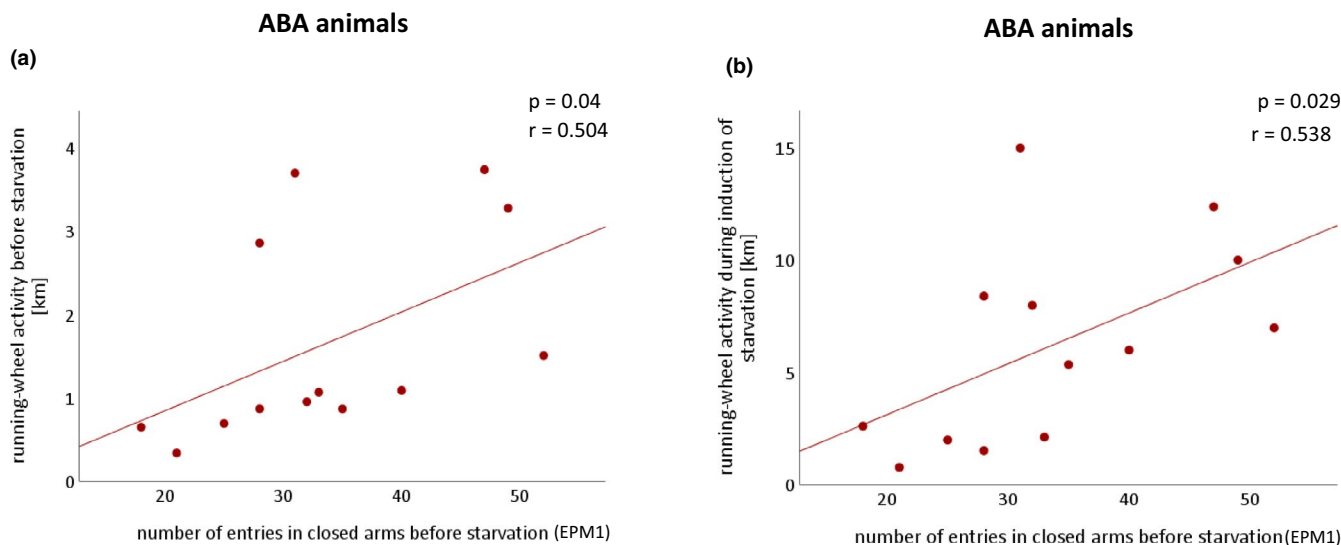 ABA animals
(a)
p = 0.04
r = 0.504
running-wheel activity before starvation
[km]
4
3
2
1
0
20 30 40 50
number of entries in closed arms before starvation (EPM1)
ABA animals
(b)
p = 0.029
r = 0.538
running-wheel activity during induction of
starvation [km]
15
10
5
0
20 30 40 50
number of entries in closed arms before starvation(EPM1)